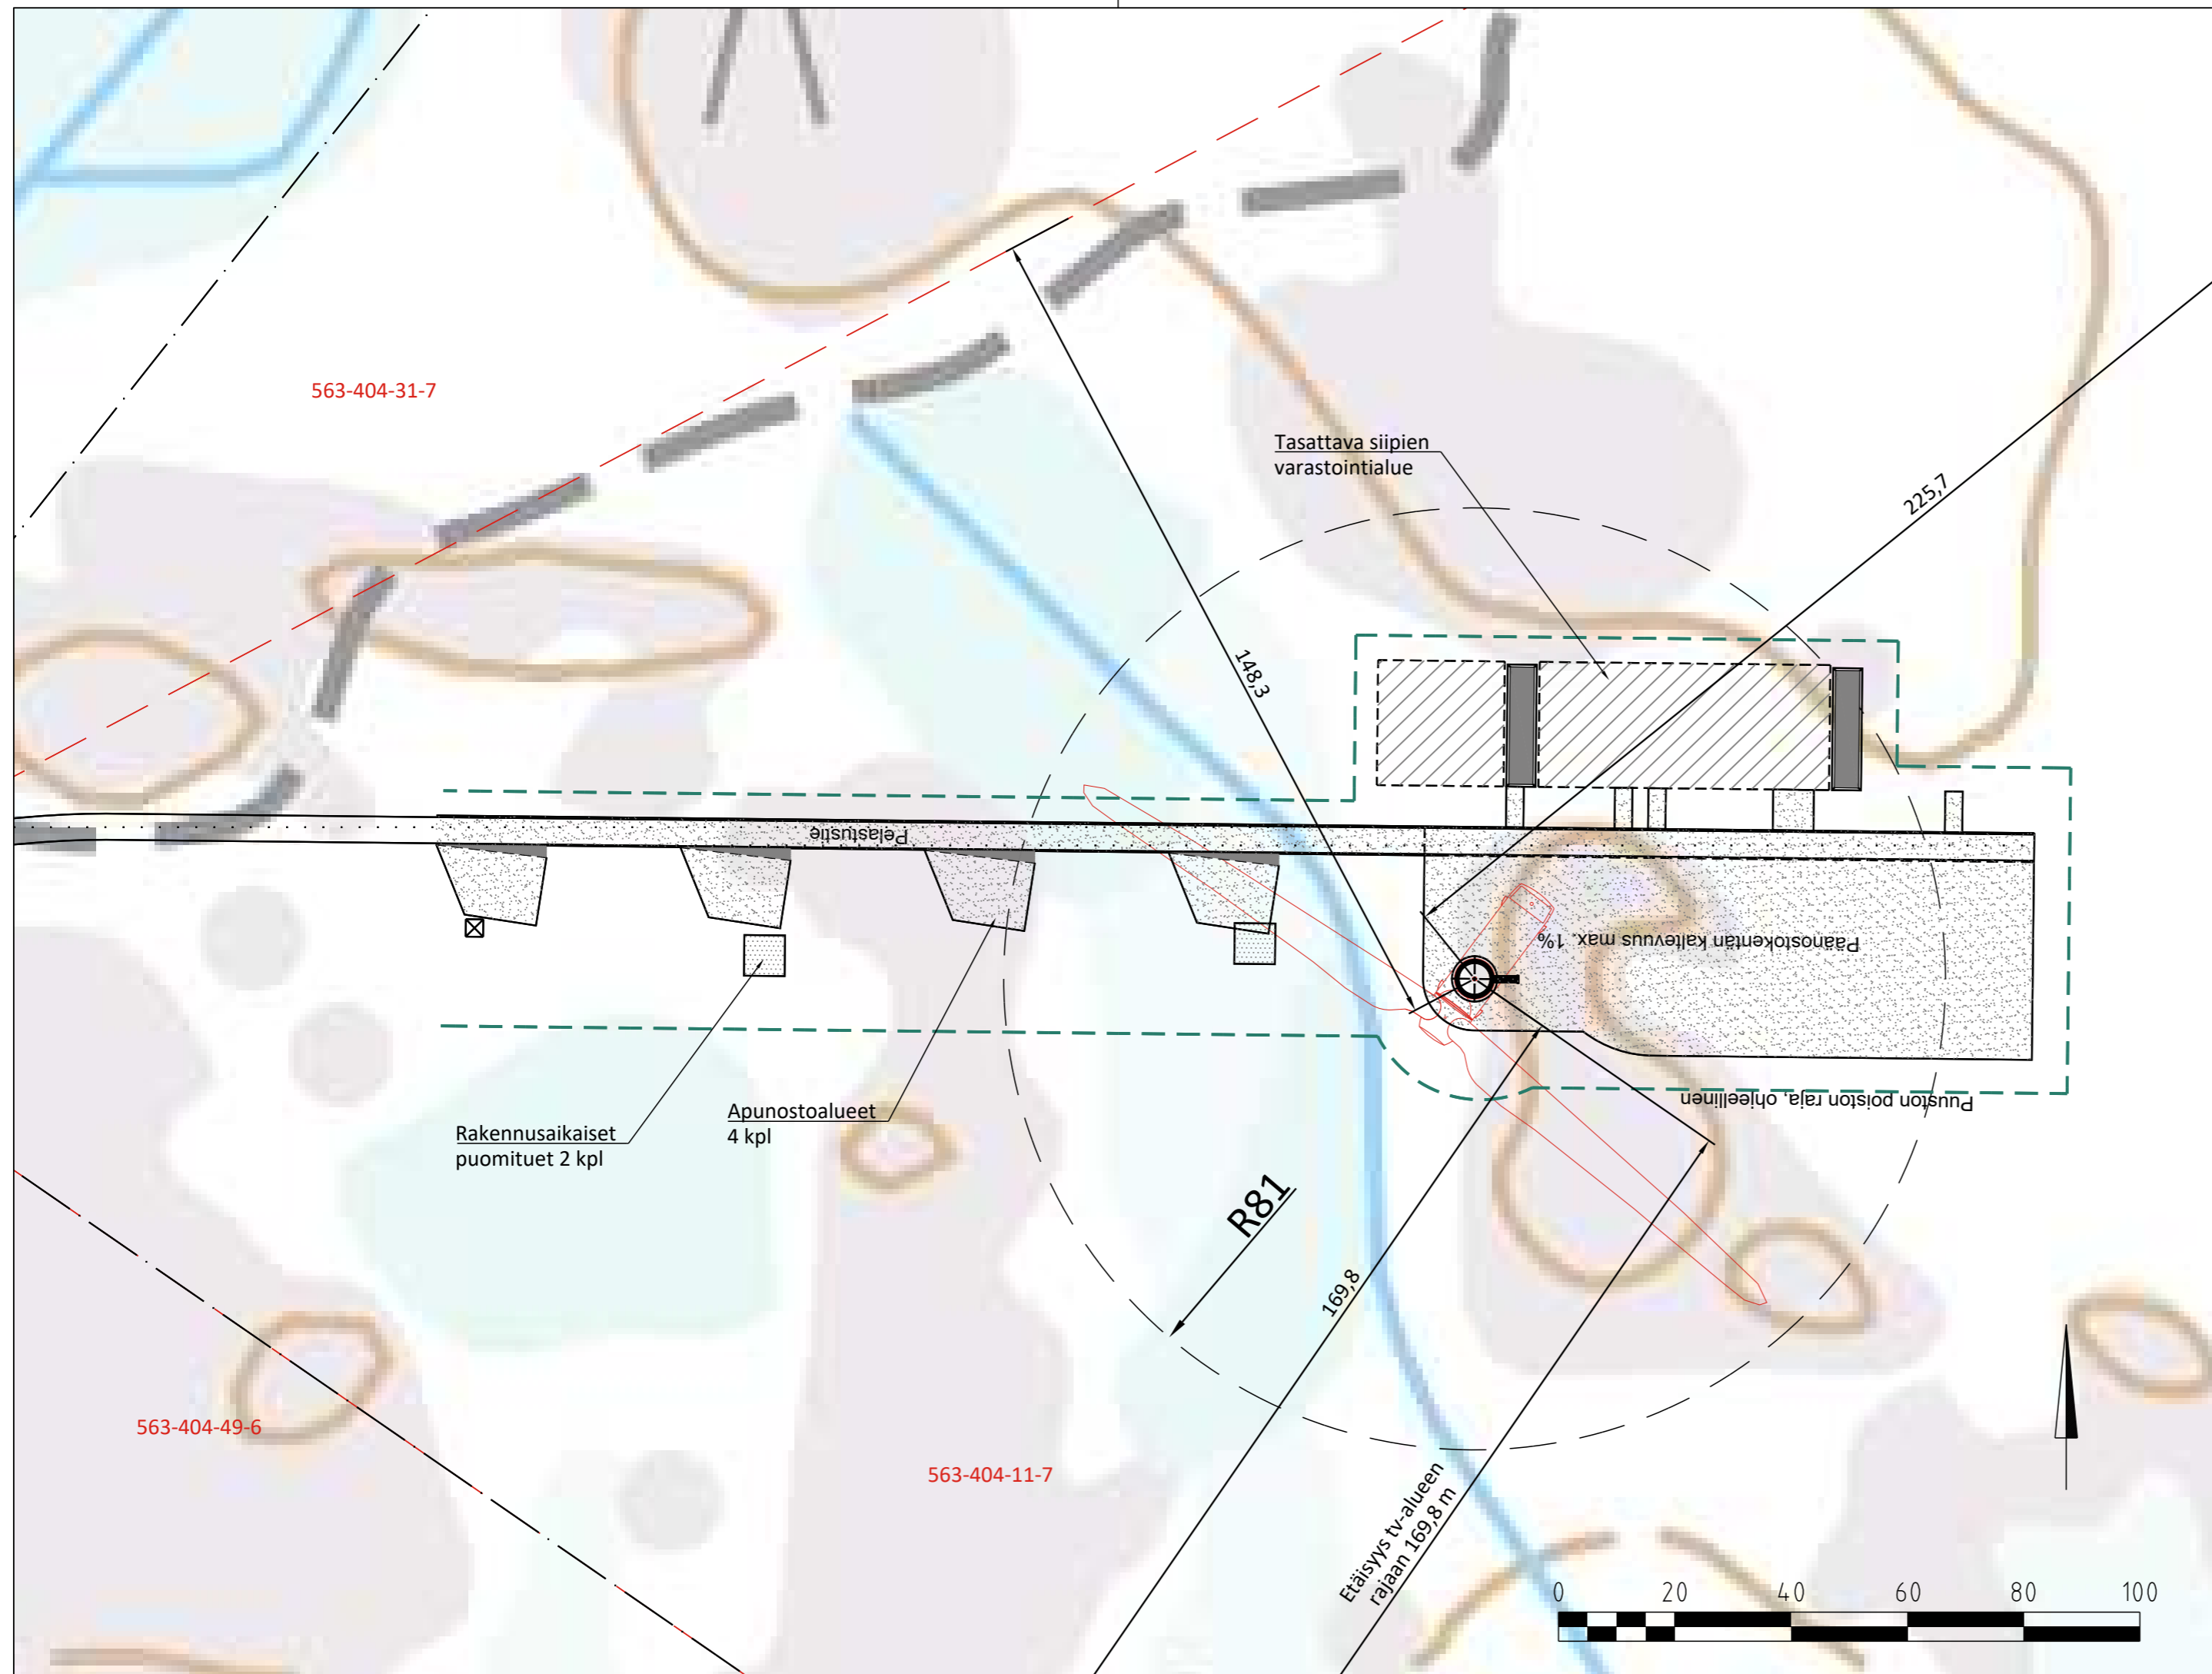 563-404-31-7
Tasattava siipien
varastointialue
225,7
148,3
Pelastustie
Päänostokentän kaltevuus max. 1%
Puuston poiston raja, ohjeellinen
Rakennusaikaiset
puomituet 2 kpl
Apunostoalueet
4 kpl
R81
169,8
Etäisyys tv-alueen
rajaan 169,8 m
563-404-49-6
563-404-11-7
0 20 40 60 80 100